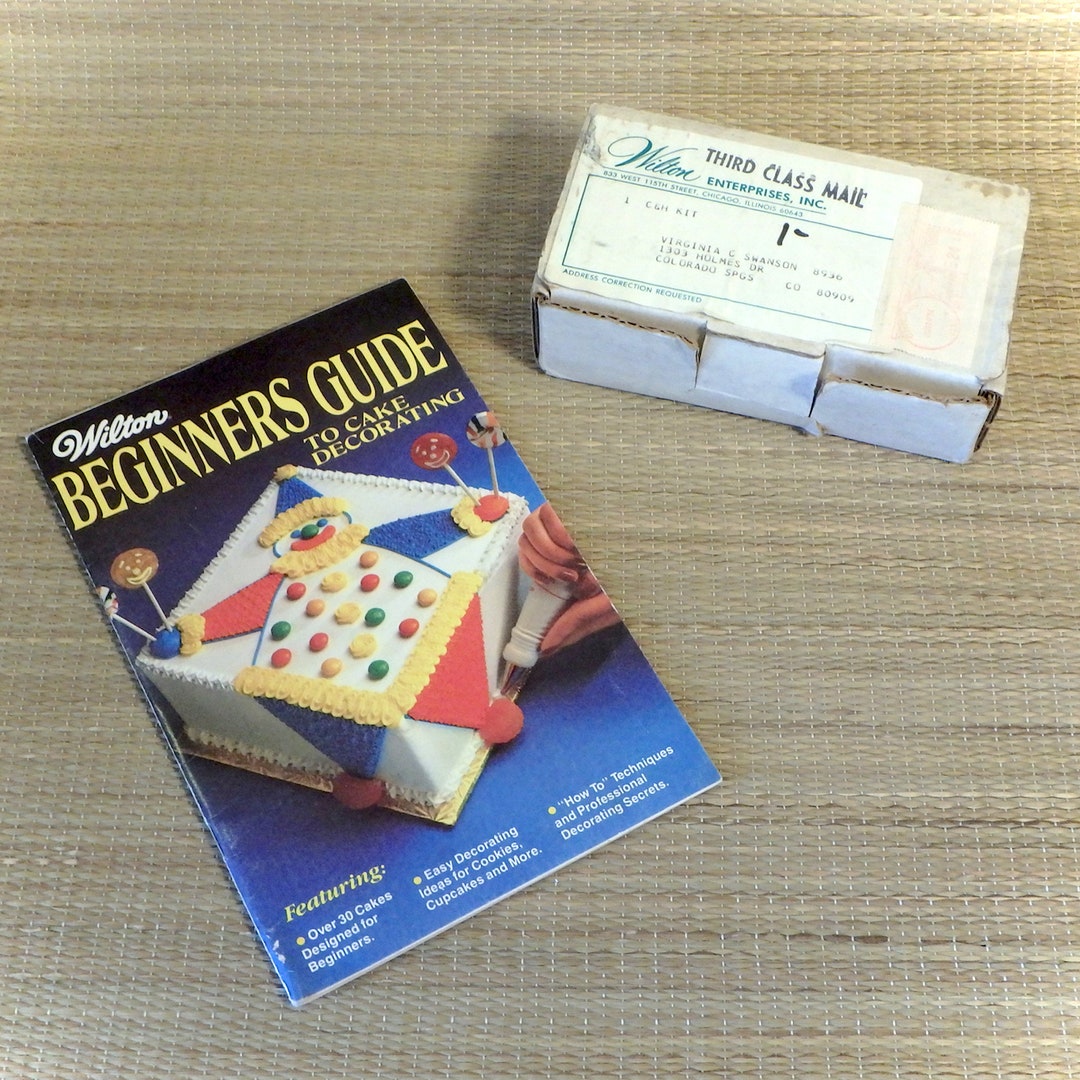 Wilton
BEGINNERS GUIDE
TO CAKE
DECORATING
Featuring:
• Over 30 Cakes
Designed for
Beginners.
• Easy Decorating
Ideas for Cookies,
Cupcakes and More.
• "How To" Techniques
and Professional
Decorating Secrets.
Wilton THIRD CLASS MAIL
ENTERPRISES, INC.
833 WEST 115TH STREET, CHICAGO, ILLINOIS 60643
1 C&H KIT
1-
VIRGINIA C SWANSON 8936
1303 HOLMES DR
COLORADO SPGS CO 80909
ADDRESS CORRECTION REQUESTED